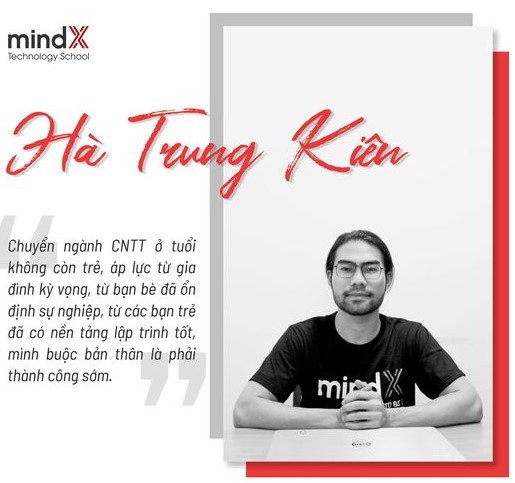 mindX
Technology School
Hà Trung Kiên
Chuyển ngành CNTT ở tuổi
không còn trẻ, áp lực từ gia
đình kỳ vọng, từ bạn bè đã ổn
định sự nghiệp, từ các bạn trẻ
đã có nền tảng lập trình tốt,
mình buộc bản thân là phải
thành công sớm.
mindX
TO BE